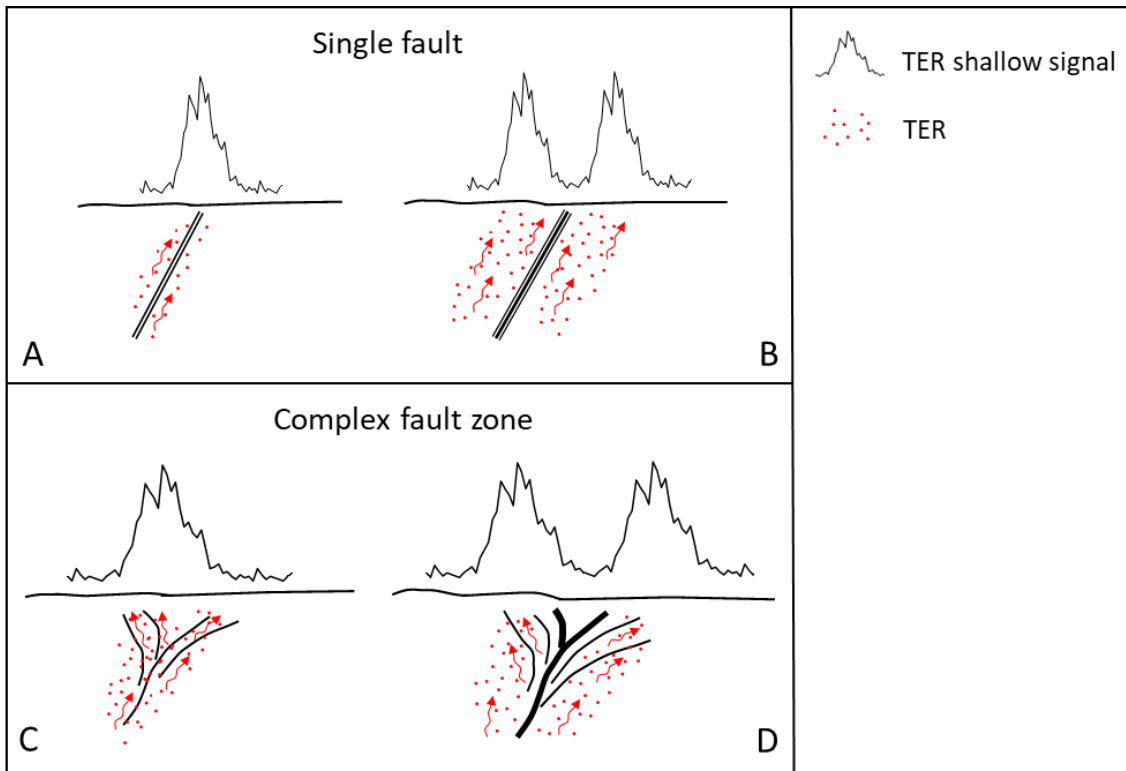 Single fault
A
B
Complex fault zone
C
D
TER shallow signal
TER